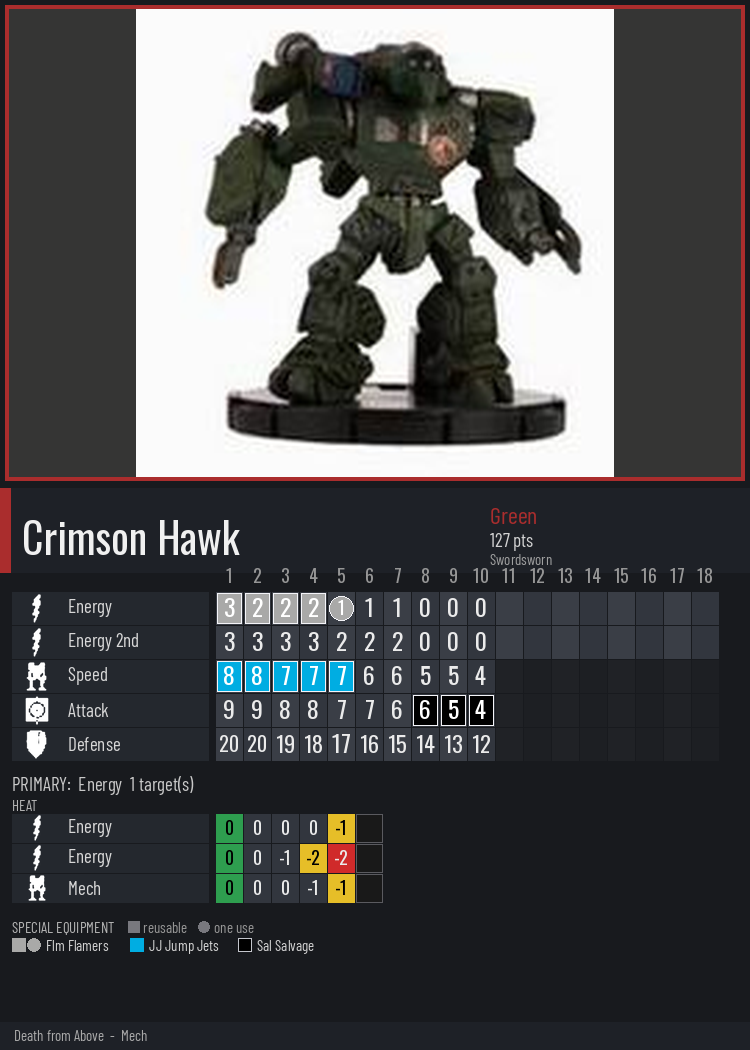 Crimson Hawk
Green
127 pts
Swordsworn
1 2 3 4 5 6 7 8 9 10 11 12 13 14 15 16 17 18
Energy 3 2 2 2 1 1 1 0 0 0
Energy 2nd 3 3 3 3 2 2 2 0 0 0
Speed 8 8 7 7 7 6 6 5 5 4
Attack 9 9 8 8 7 7 6 6 5 4
Defense 20 20 19 18 17 16 15 14 13 12
PRIMARY: Energy 1 target(s)
HEAT
Energy 0 0 0 0 -1
Energy 0 0 -1 -2 -2
Mech 0 0 0 -1 -1
SPECIAL EQUIPMENT reusable one use
Flm Flamers JJ Jump Jets Sal Salvage
Death from Above - Mech